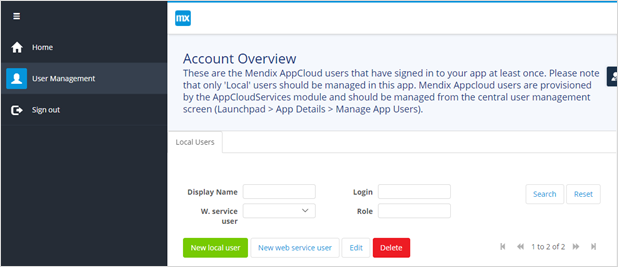 mx
Home
User Management
Sign out
Account Overview
These are the Mendix AppCloud users that have signed in to your app at least once. Please note
that only 'Local' users should be managed in this app. Mendix Appcloud users are provisioned
by the AppCloudServices module and should be managed from the central user management
screen (Launchpad > App Details > Manage App Users).
Local Users
Display Name Login Search Reset
W. service
user Role
New local user New web service user Edit Delete 1 to 2 of 2